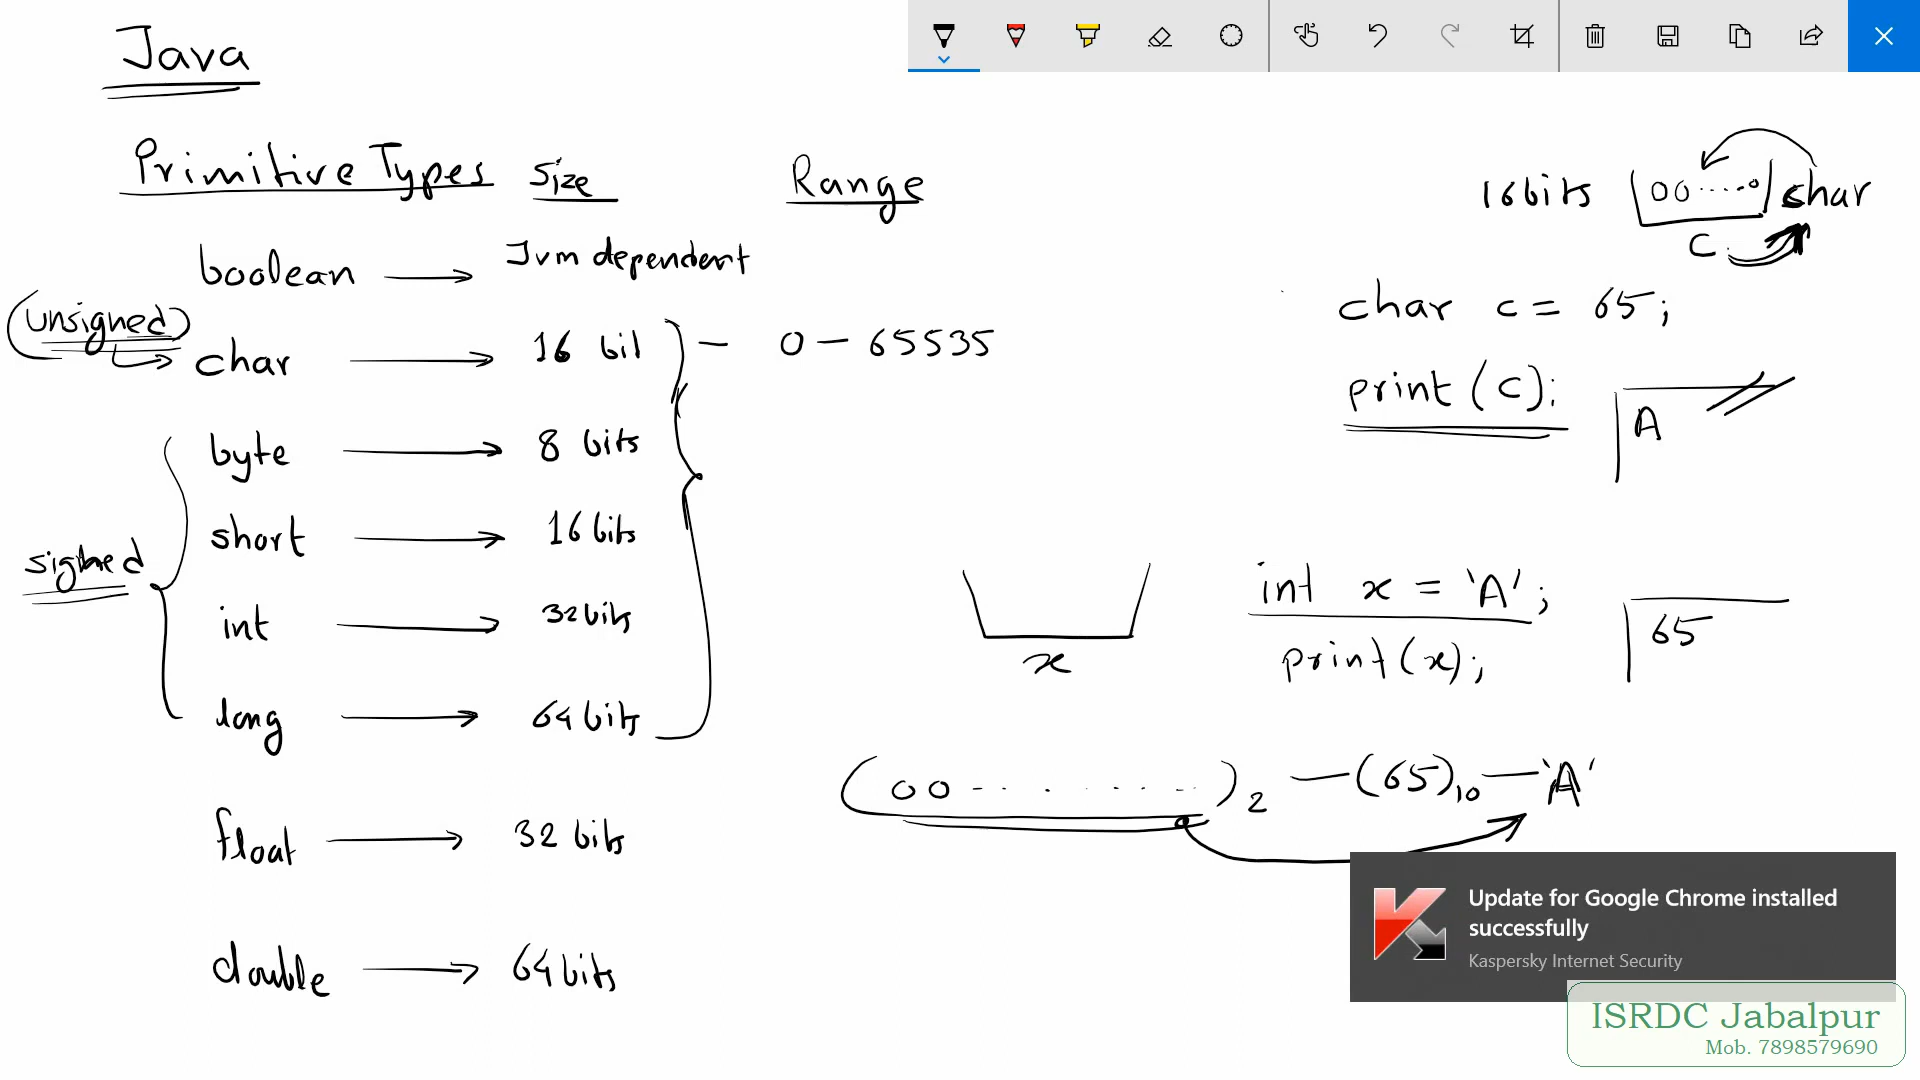 Java
Primitive Types Size Range
boolean Jvm dependent
(unsigned)
char 16 bit - 0 - 65535
byte 8 bits
short 16 bits
signed
int 32 bits
long 64 bits
float 32 bits
double 64 bits
16 bits 00.....0 char
C
char c = 65;
print (c);
A
int x = 'A';
print (x);
65
x
(00 - . . . . . .)2 — (65)10 — 'A'
Update for Google Chrome installed
successfully
Kaspersky Internet Security
ISRDC Jabalpur
Mob. 7898579690